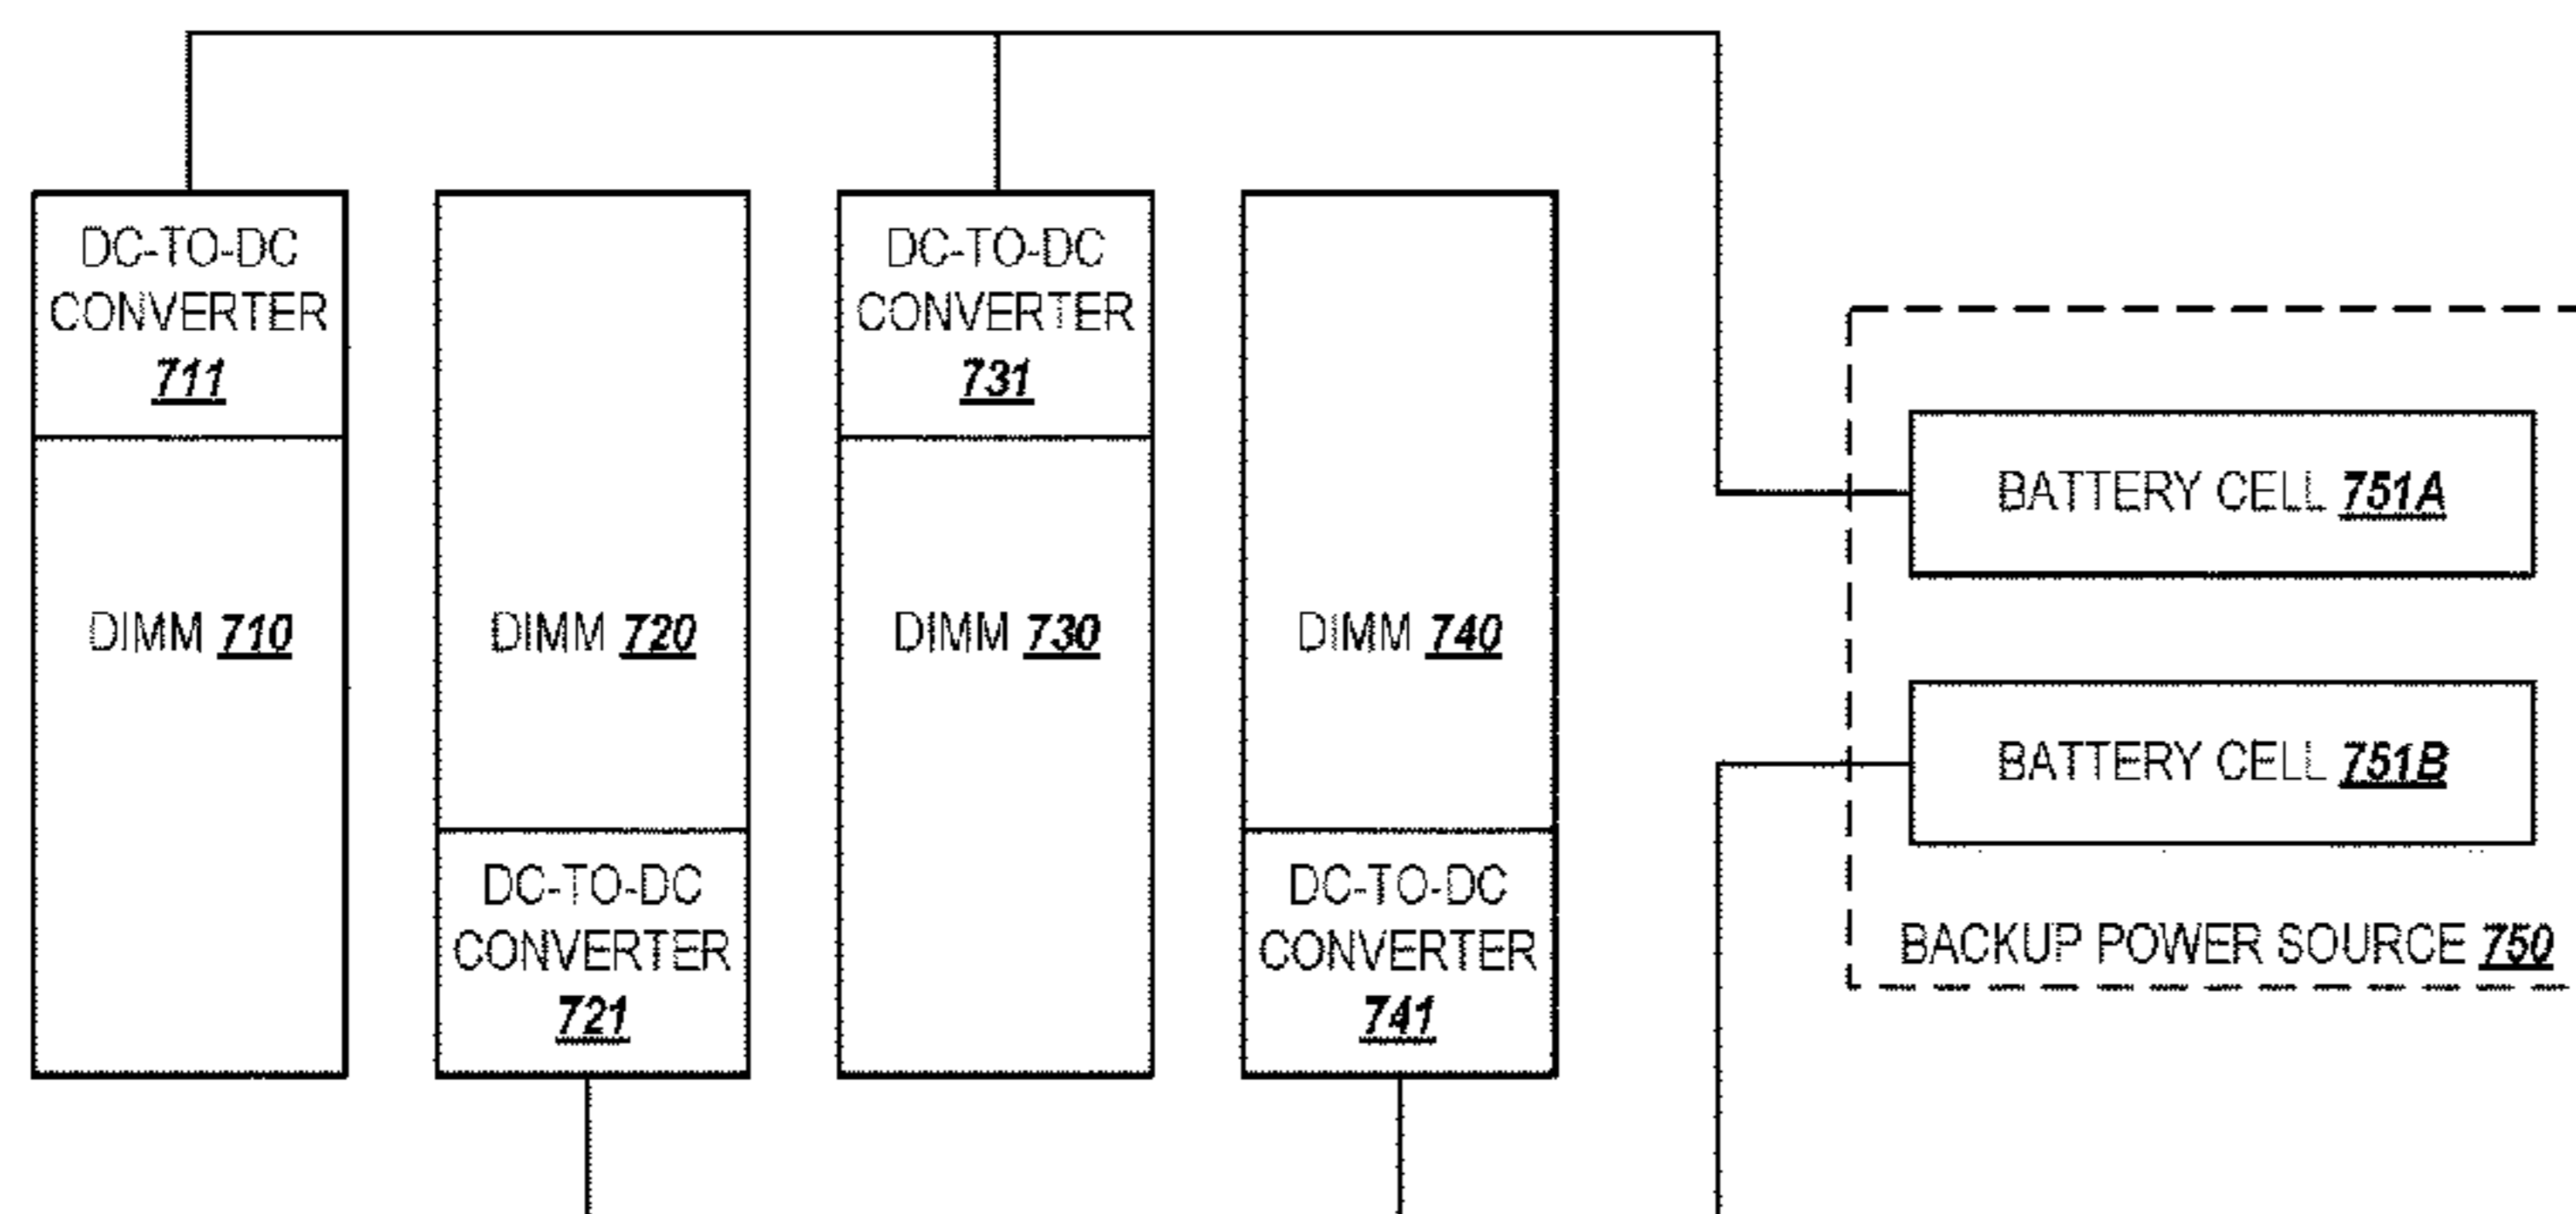 DC-TO-DC
CONVERTER
711
DIMM 710
DIMM 720
DC-TO-DC
CONVERTER
721
DC-TO-DC
CONVERTER
731
DIMM 730
DIMM 740
DC-TO-DC
CONVERTER
741
BATTERY CELL 751A
BATTERY CELL 751B
BACKUP POWER SOURCE 750